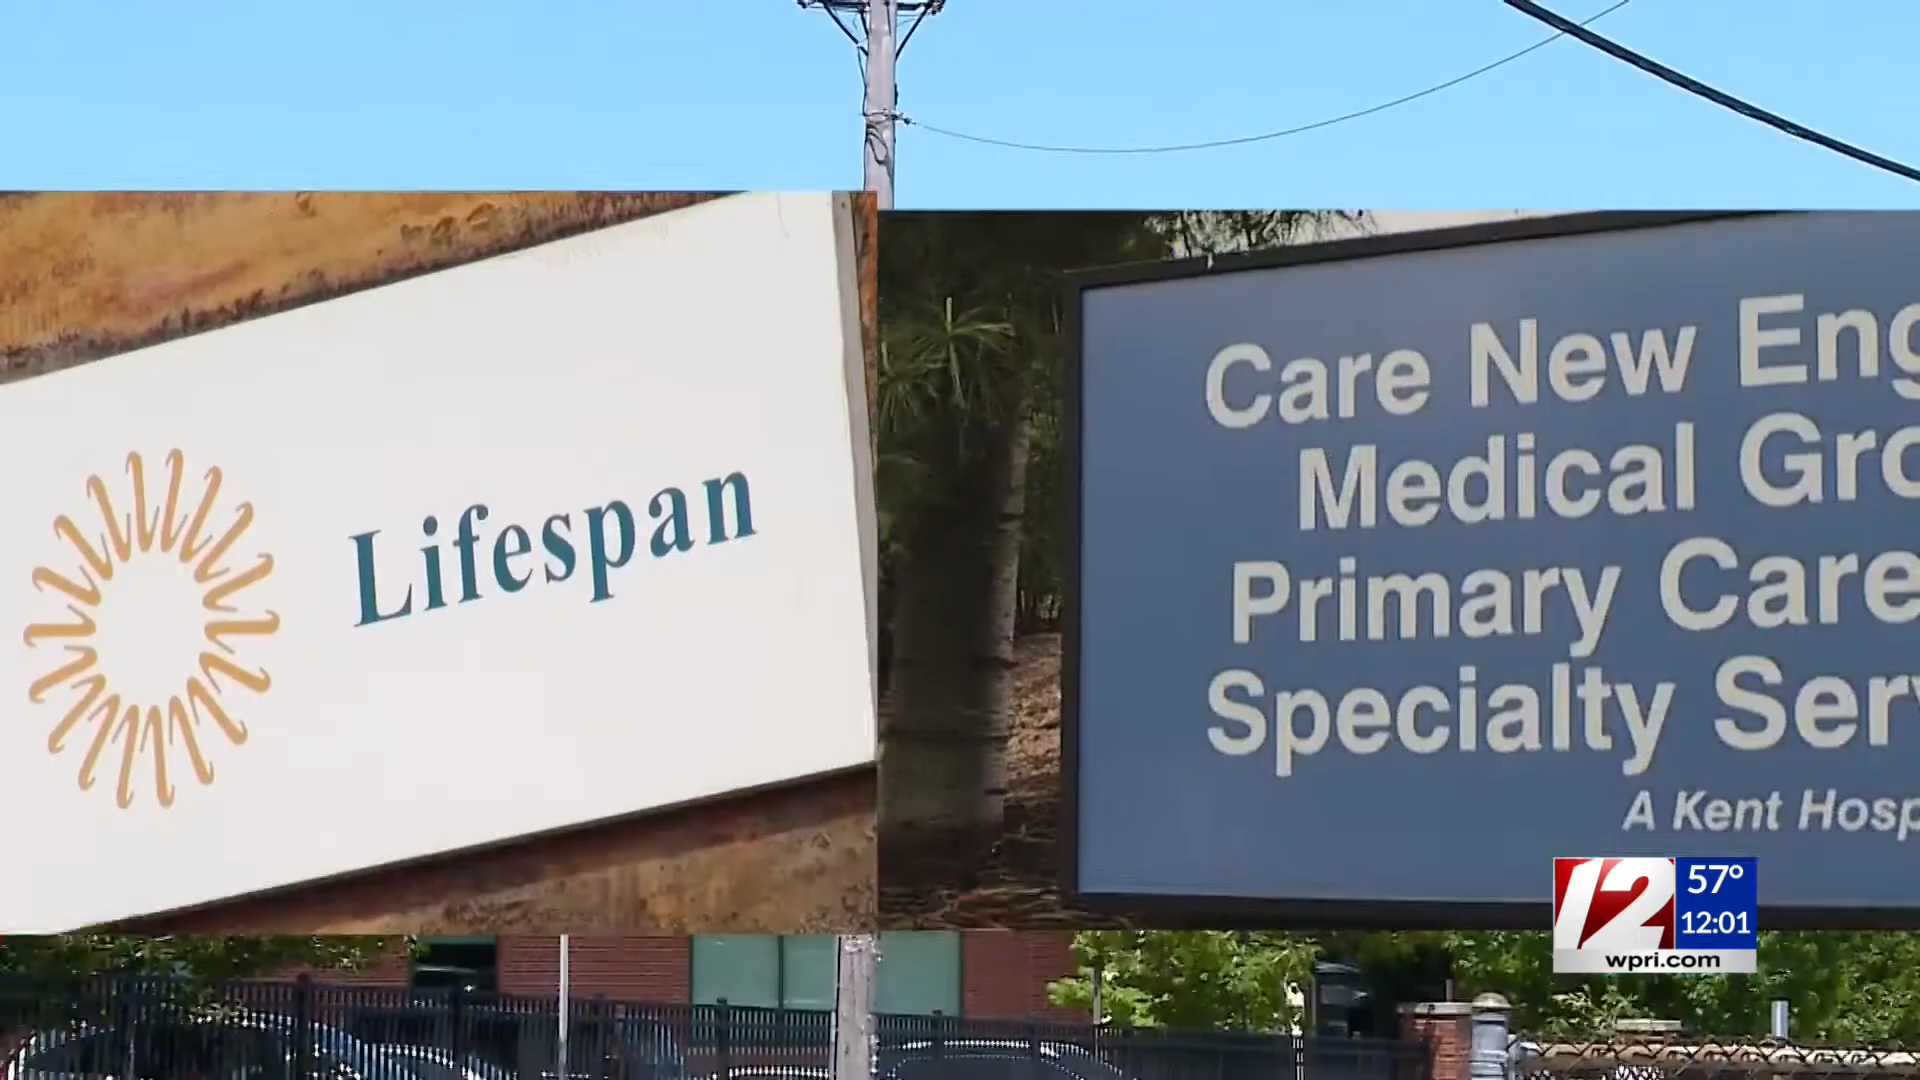 Lifespan
Care New Eng
Medical Gro
Primary Care
Specialty Serv
A Kent Hosp
12
57°
12:01
wpri.com